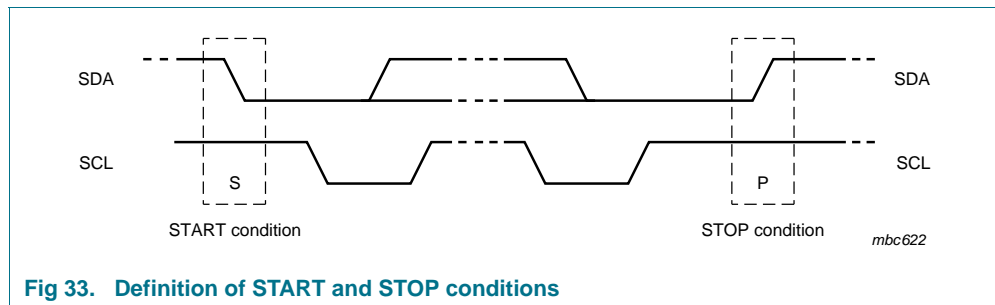 SDA
SDA
SCL
SCL
S
P
START condition
STOP condition
mbc622
Fig 33. Definition of START and STOP conditions